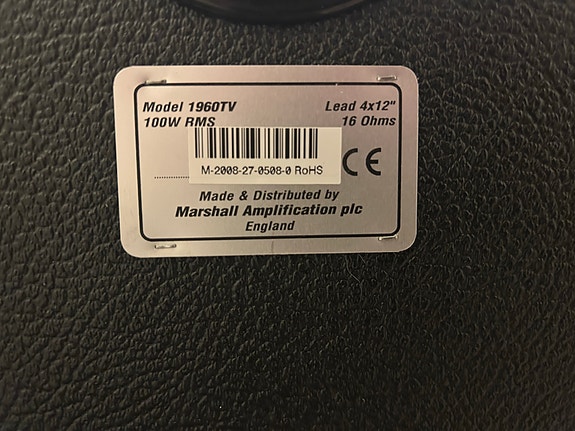 Model 1960TV Lead 4x12"
100W RMS 16 Ohms
M-2008-27-0508-0 RoHS
CE
Made & Distributed by
Marshall Amplification plc
England